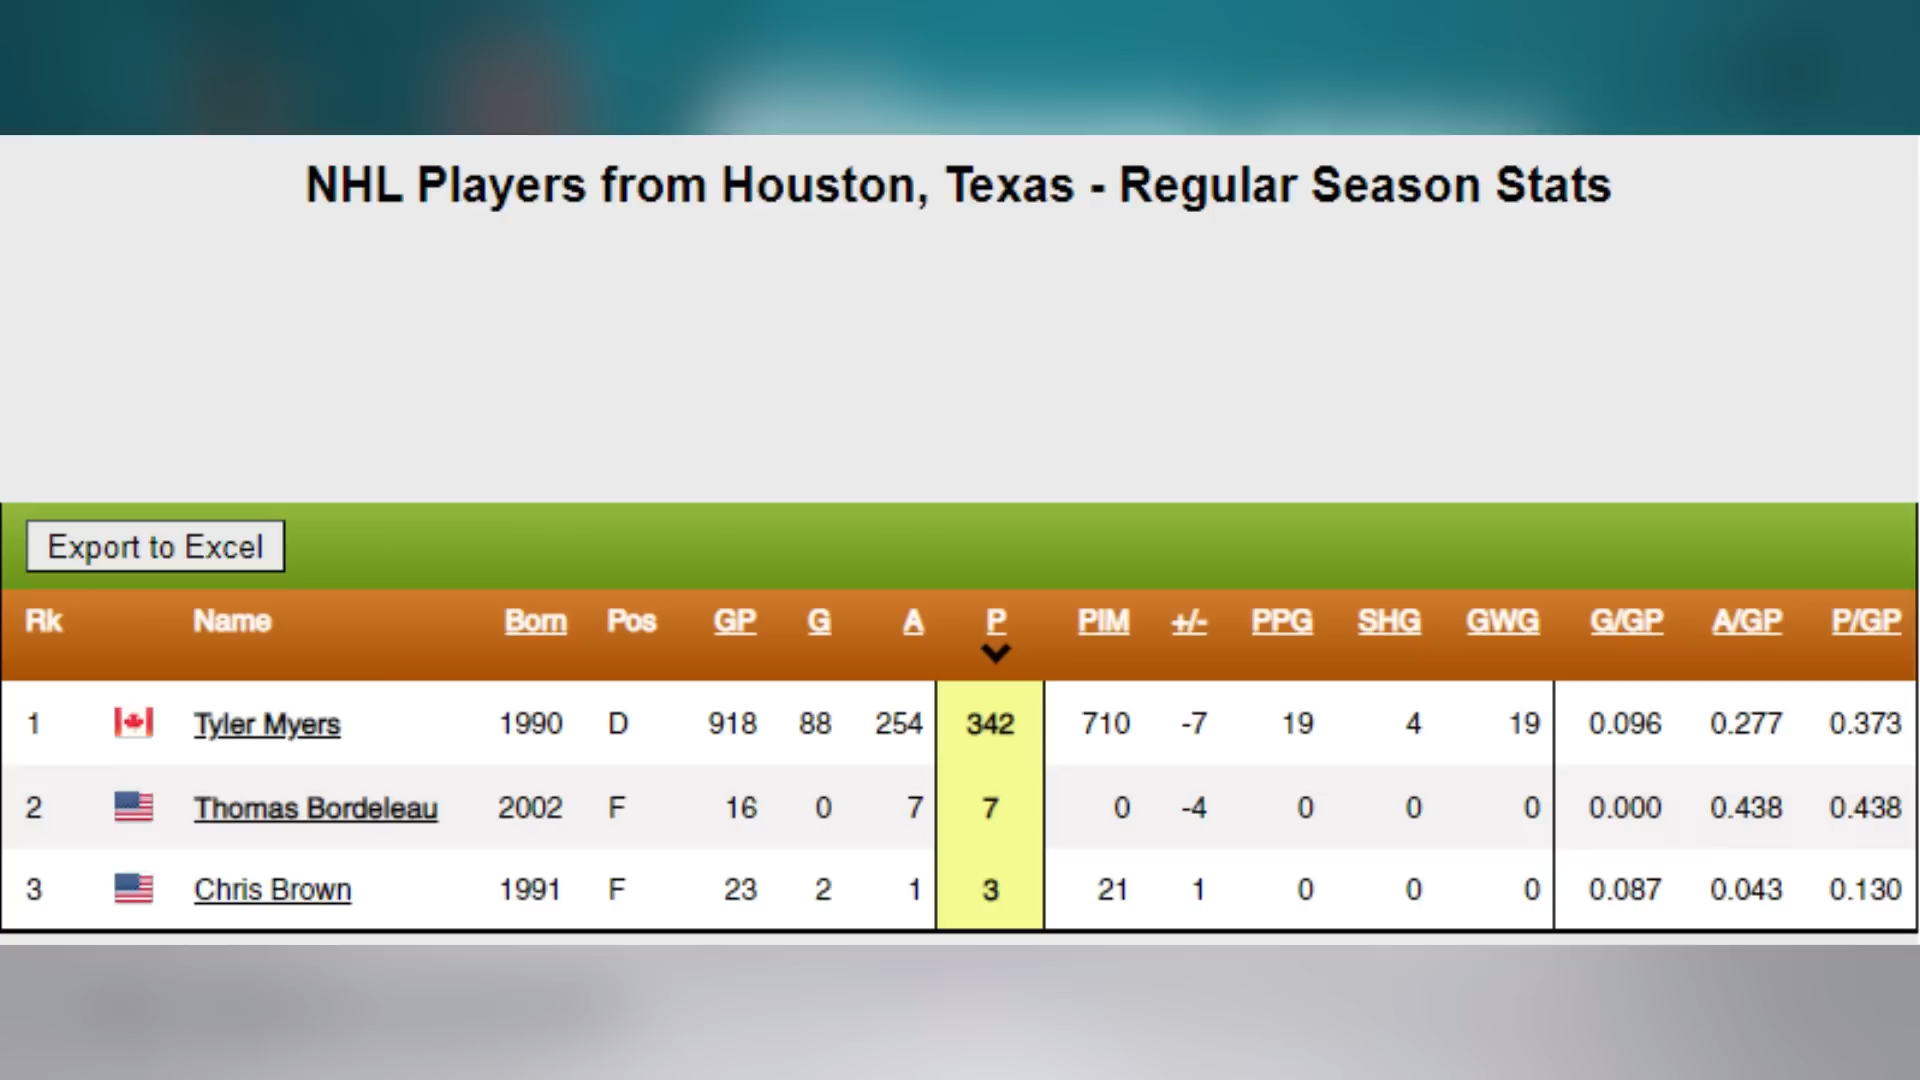 NHL Players from Houston, Texas - Regular Season Stats
Export to Excel
Rk Name Born Pos GP G A P PIM +/- PPG SHG GWG G/GP A/GP P/GP
1 Tyler Myers 1990 D 918 88 254 342 710 -7 19 4 19 0.096 0.277 0.373
2 Thomas Bordeleau 2002 F 16 0 7 7 0 -4 0 0 0 0.000 0.438 0.438
3 Chris Brown 1991 F 23 2 1 3 21 1 0 0 0 0.087 0.043 0.130